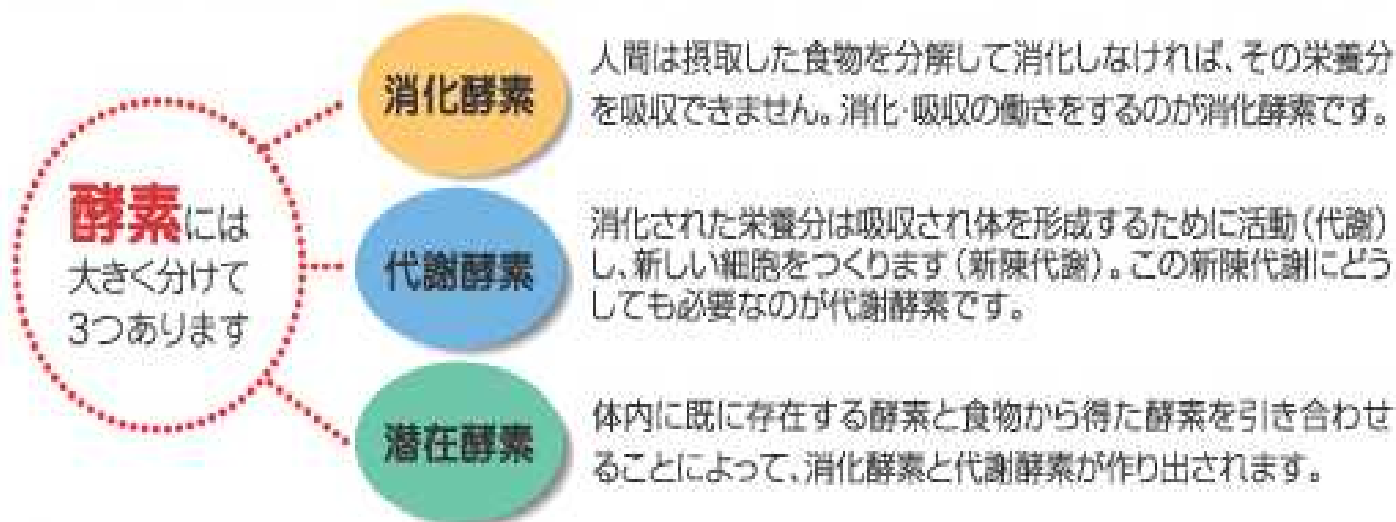 酵素には
大きく分けて
3つあります
消化酵素
人間は摂取した食物を分解して消化しなければ、その栄養分
を吸収できません。消化・吸収の働きをするのが消化酵素です。
代謝酵素
消化された栄養分は吸収され体を形成するために活動（代謝）
し、新しい細胞をつくります（新陳代謝）。この新陳代謝にどう
しても必要なのが代謝酵素です。
潜在酵素
体内に既に存在する酵素と食物から得た酵素を引き合わせ
ることによって、消化酵素と代謝酵素が作り出されます。